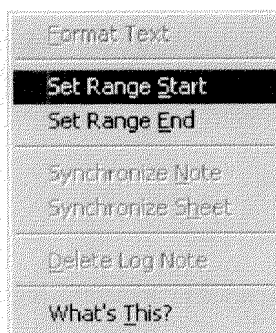 Format Text
Set Range Start
Set Range End
Synchronize Note
Synchronize Sheet
Delete Log Note
What's This?